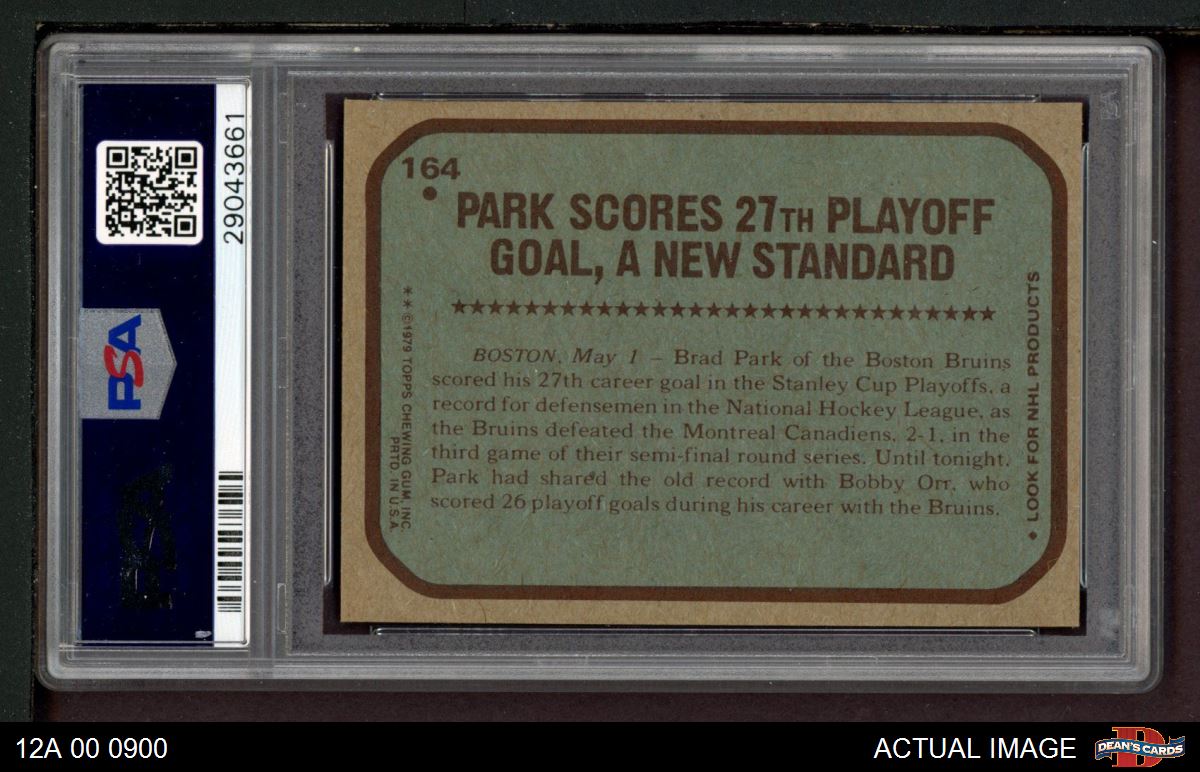 29043661
PSA
164
PARK SCORES 27TH PLAYOFF
GOAL, A NEW STANDARD
BOSTON, May 1 – Brad Park of the Boston Bruins
scored his 27th career goal in the Stanley Cup Playoffs, a
record for defensemen in the National Hockey League, as
the Bruins defeated the Montreal Canadiens, 2-1, in the
third game of their semi-final round series. Until tonight,
Park had shared the old record with Bobby Orr, who
scored 26 playoff goals during his career with the Bruins.
* * ©1979 TOPPS CHEWING GUM, INC.
PRTD. IN U.S.A.
• LOOK FOR NHL PRODUCTS
12A 00 0900
ACTUAL IMAGE
D
DEAN'S CARDS